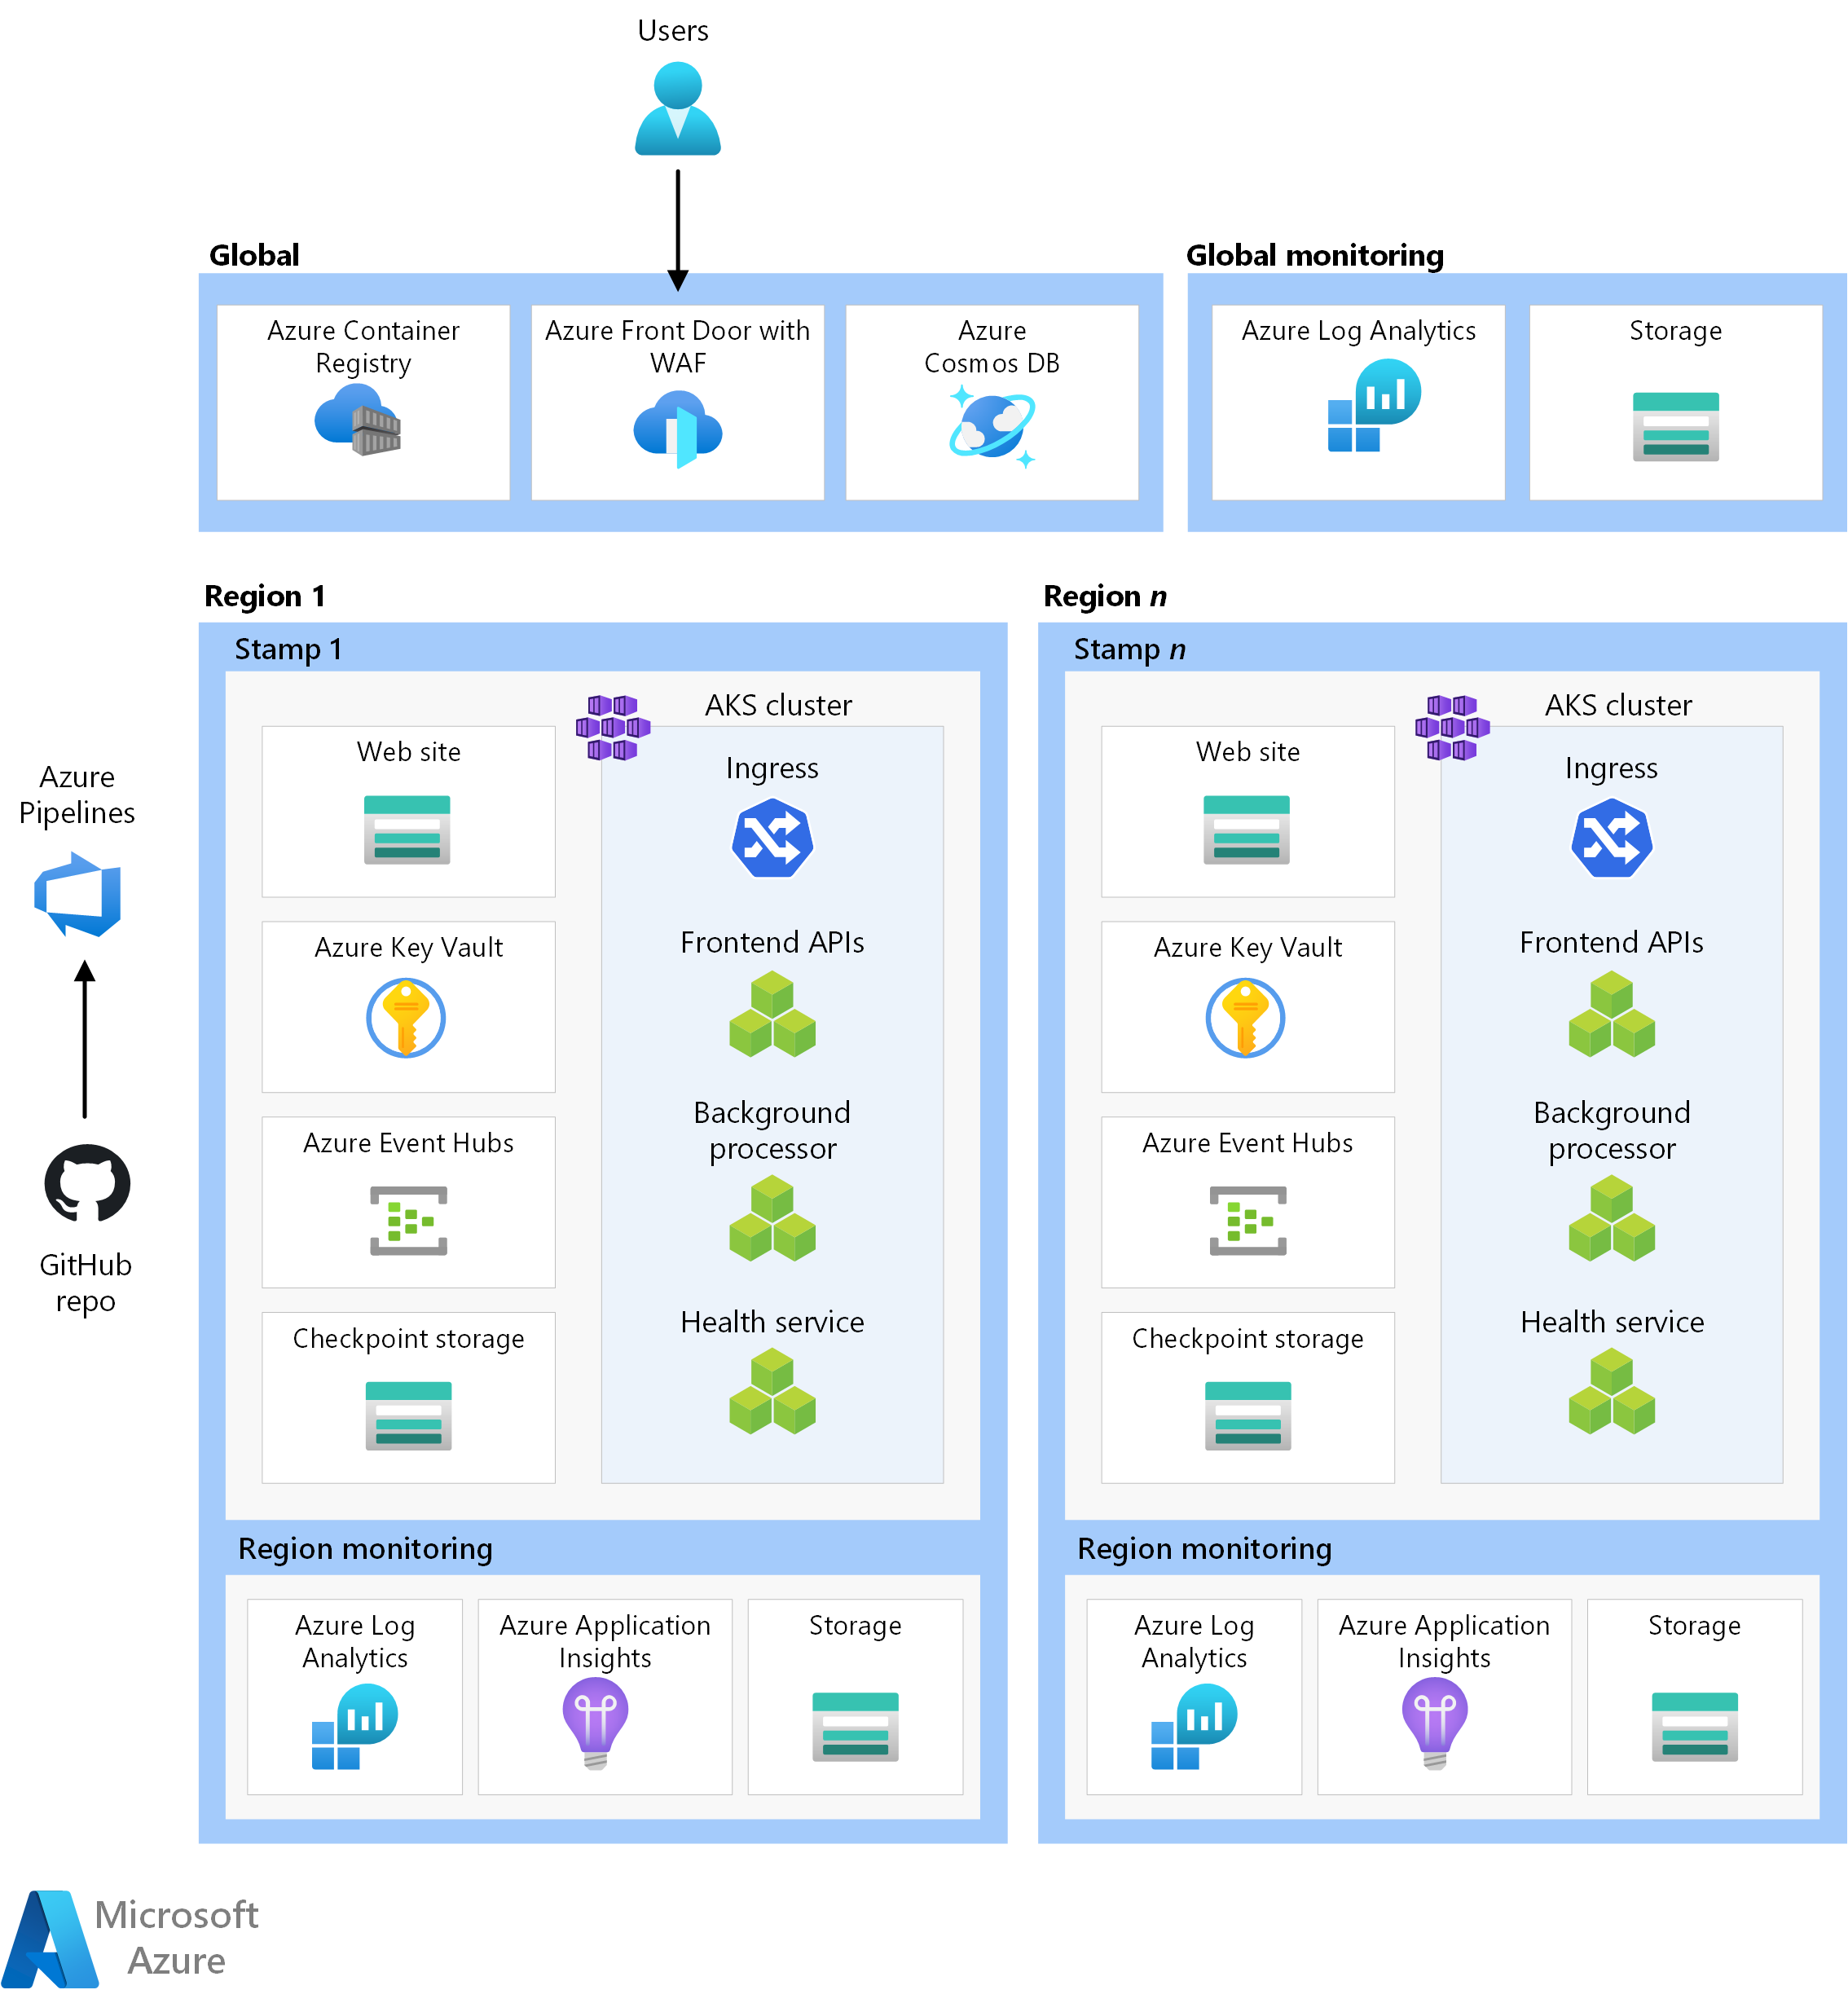 Users
Global
Azure Container
Registry
Azure Front Door with
WAF
Azure
Cosmos DB
Global monitoring
Azure Log Analytics
Storage
Azure
Pipelines
GitHub
repo
Region 1
Stamp 1
Web site
Azure Key Vault
Azure Event Hubs
Checkpoint storage
AKS cluster
Ingress
Frontend APIs
Background
processor
Health service
Region monitoring
Azure Log
Analytics
Azure Application
Insights
Storage
Region n
Stamp n
Web site
Azure Key Vault
Azure Event Hubs
Checkpoint storage
AKS cluster
Ingress
Frontend APIs
Background
processor
Health service
Region monitoring
Azure Log
Analytics
Azure Application
Insights
Storage
Microsoft
Azure